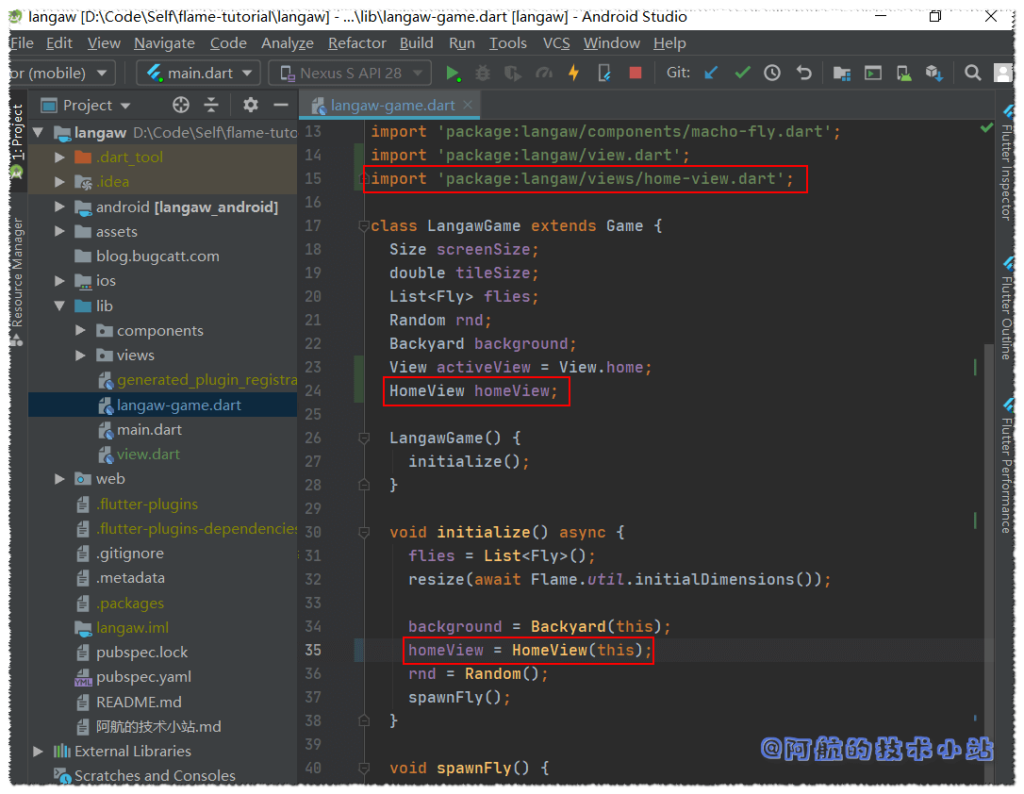 langaw [D:\Code\Self\flame-tutorial\langaw] - ...\lib\langaw-game.dart [langaw] - Android Studio
File Edit View Navigate Code Analyze Refactor Build Run Tools VCS Window Help
or (mobile) main.dart Nexus S API 28 Git:
1: Project
Resource Manager
Project
langaw D:\Code\Self\flame-tuto
.dart_tool
.idea
android [langaw_android]
assets
blog.bugcatt.com
ios
lib
components
views
generated_plugin_registra
langaw-game.dart
main.dart
view.dart
web
.flutter-plugins
.flutter-plugins-dependencies
.gitignore
.metadata
.packages
langaw.iml
pubspec.lock
pubspec.yaml
README.md
阿航的技术小站.md
External Libraries
Scratches and Consoles
langaw-game.dart
13 import 'package:langaw/components/macho-fly.dart';
14 import 'package:langaw/view.dart';
15 import 'package:langaw/views/home-view.dart';
16
17 class LangawGame extends Game {
18 Size screenSize;
19 double tileSize;
20 List<Fly> flies;
21 Random rnd;
22 Backyard background;
23 View activeView = View.home;
24 HomeView homeView;
25
26 LangawGame() {
27 initialize();
28 }
29
30 void initialize() async {
31 flies = List<Fly>();
32 resize(await Flame.util.initialDimensions());
33
34 background = Backyard(this);
35 homeView = HomeView(this);
36 rnd = Random();
37 spawnFly();
38 }
39
40 void spawnFly() {
Flutter Inspector
Flutter Outline
Flutter Performance
@阿航的技术小站